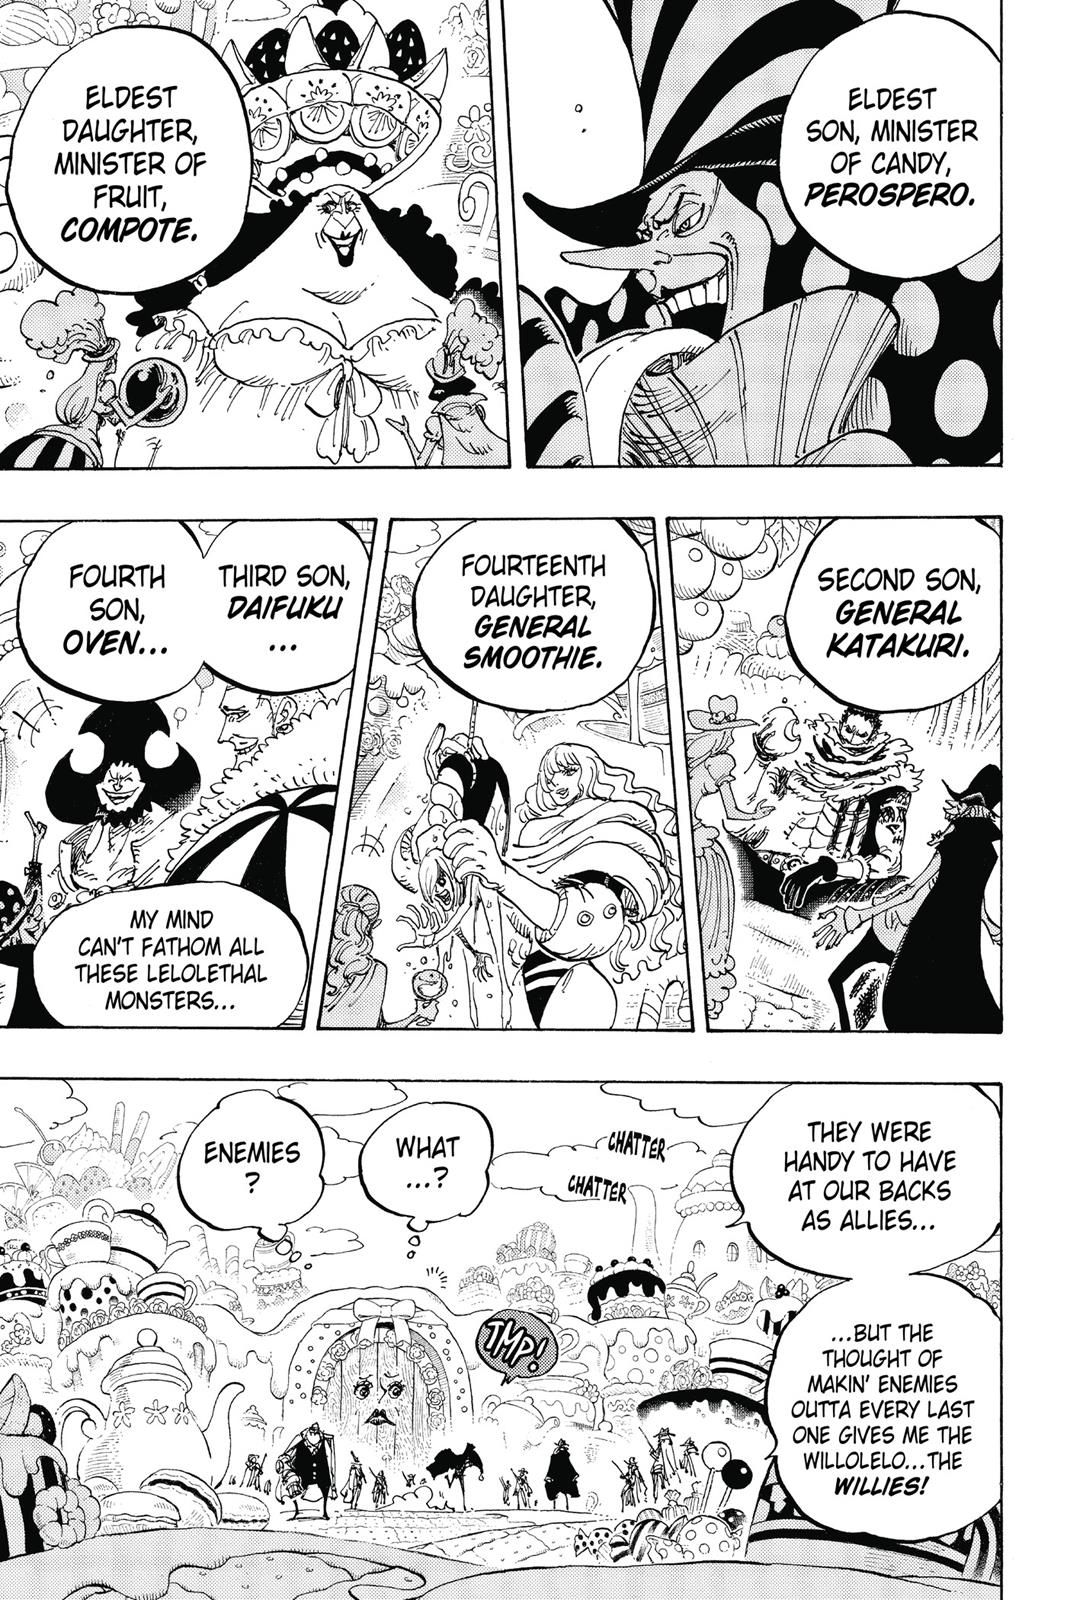 ELDEST
SON, MINISTER
OF CANDY,
PEROSPERO.
ELDEST
DAUGHTER,
MINISTER OF
FRUIT,
COMPOTE.
SECOND SON,
GENERAL
KATAKURI.
FOURTEENTH
DAUGHTER,
GENERAL
SMOOTHIE.
THIRD SON,
DAIFUKU
...
FOURTH
SON,
OVEN...
MY MIND
CAN'T FATHOM ALL
THESE LELOLETHAL
MONSTERS...
THEY WERE
HANDY TO HAVE
AT OUR BACKS
AS ALLIES...
...BUT THE
THOUGHT OF
MAKIN' ENEMIES
OUTTA EVERY LAST
ONE GIVES ME THE
WILLOLELO...THE
WILLIES!
CHATTER
CHATTER
TMP!
WHAT
...?
ENEMIES
?